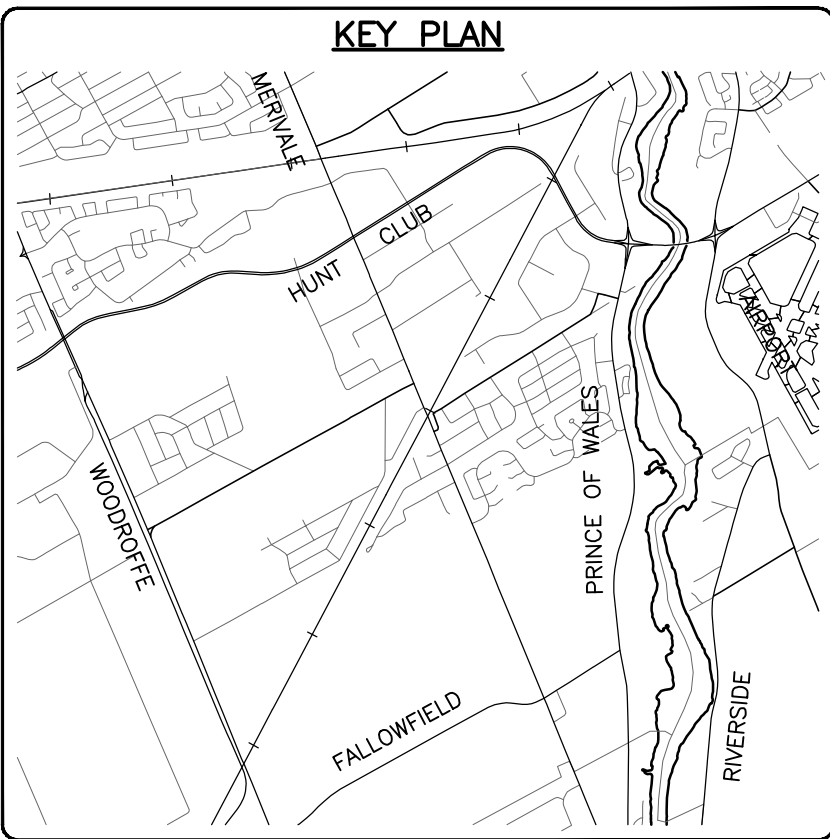 KEY PLAN
MERIVALE
HUNT CLUB
AIRPORT
PRINCE OF WALES
WOODROFFE
FALLOWFIELD
RIVERSIDE